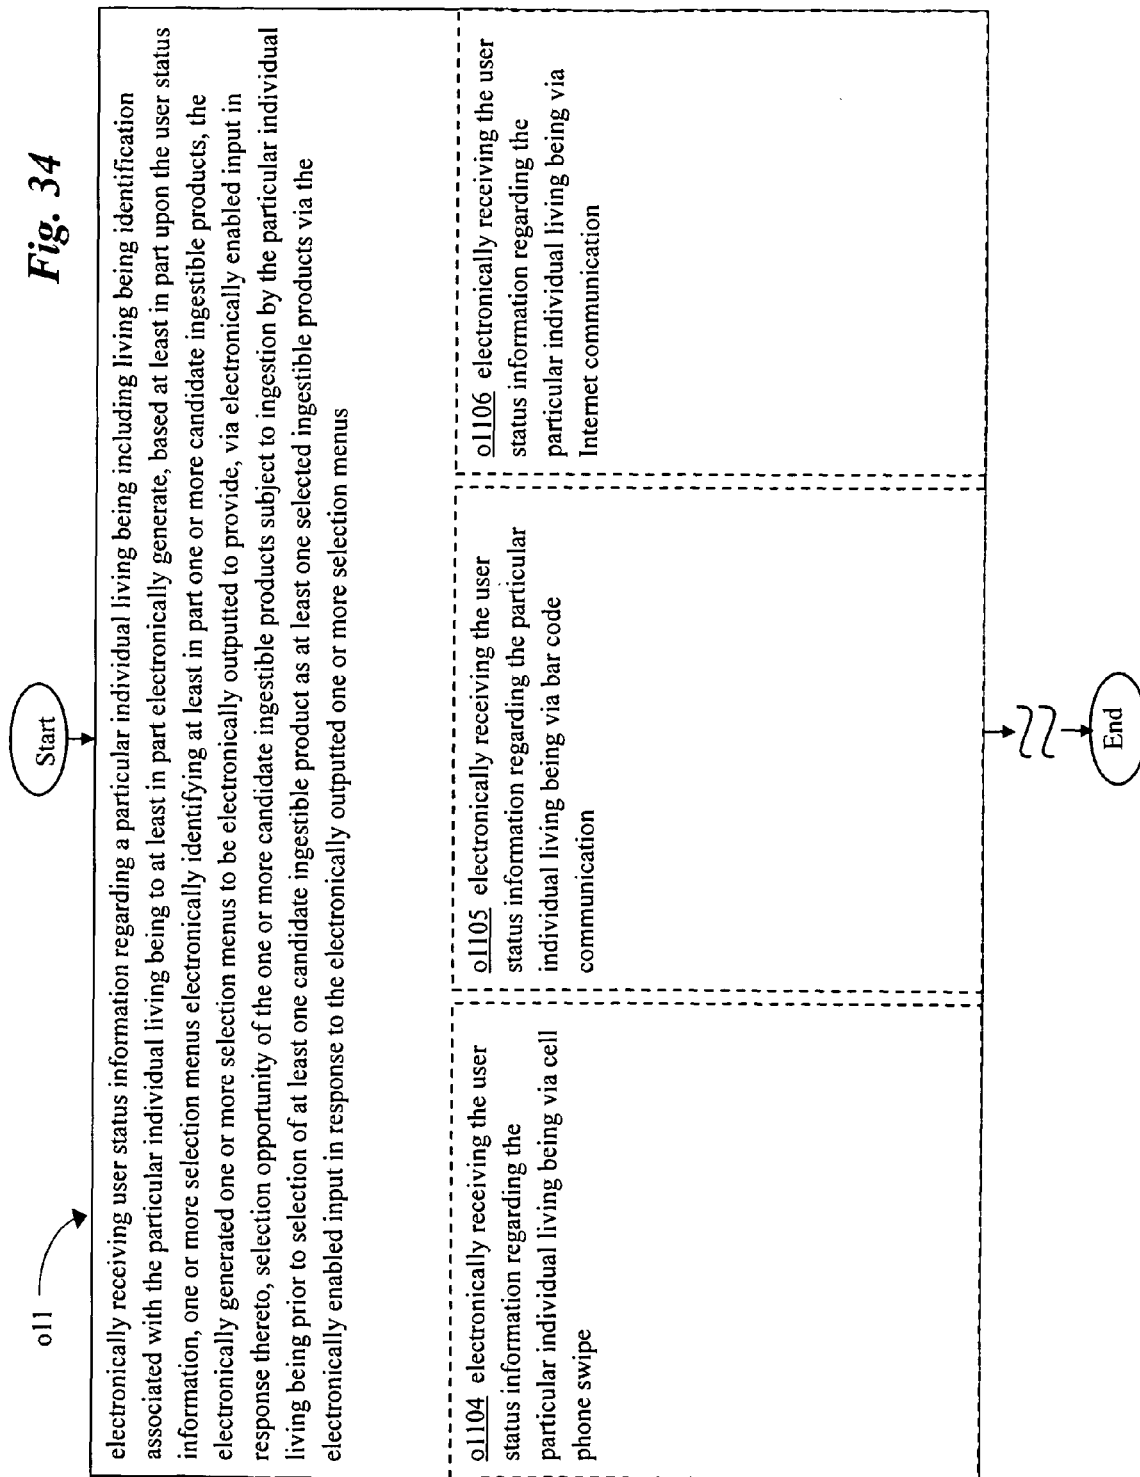 Fig. 34
Start
o11
electronically receiving user status information regarding a particular individual living being including living being identification
associated with the particular individual living being to at least in part electronically generate, based at least in part upon the user status
information, one or more selection menus electronically identifying at least in part one or more candidate ingestible products, the
electronically generated one or more selection menus to be electronically outputted to provide, via electronically enabled input in
response thereto, selection opportunity of the one or more candidate ingestible products subject to ingestion by the particular individual
living being prior to selection of at least one candidate ingestible product as at least one selected ingestible products via the
electronically enabled input in response to the electronically outputted one or more selection menus
o1104 electronically receiving the user
status information regarding the
particular individual living being via cell
phone swipe
o1105 electronically receiving the user
status information regarding the particular
individual living being via bar code
communication
o1106 electronically receiving the user
status information regarding the
particular individual living being via
Internet communication
End